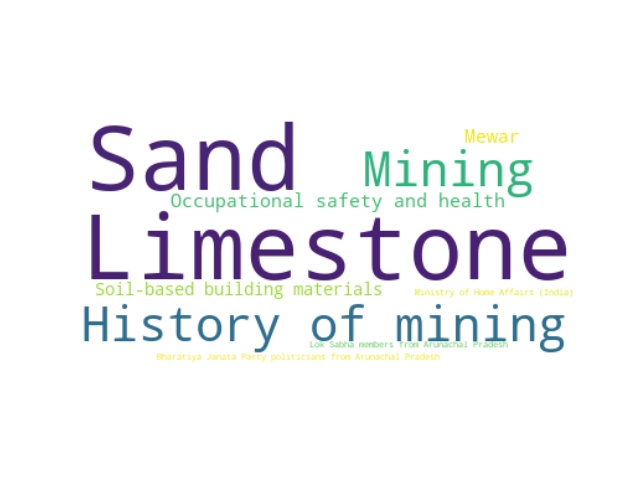 Mewar
Sand
Mining
Occupational safety and health
Limestone
Soil-based building materials
Ministry of Home Affairs (India)
History of mining
Lok Sabha members from Arunachal Pradesh
Bharatiya Janata Party politicians from Arunachal Pradesh